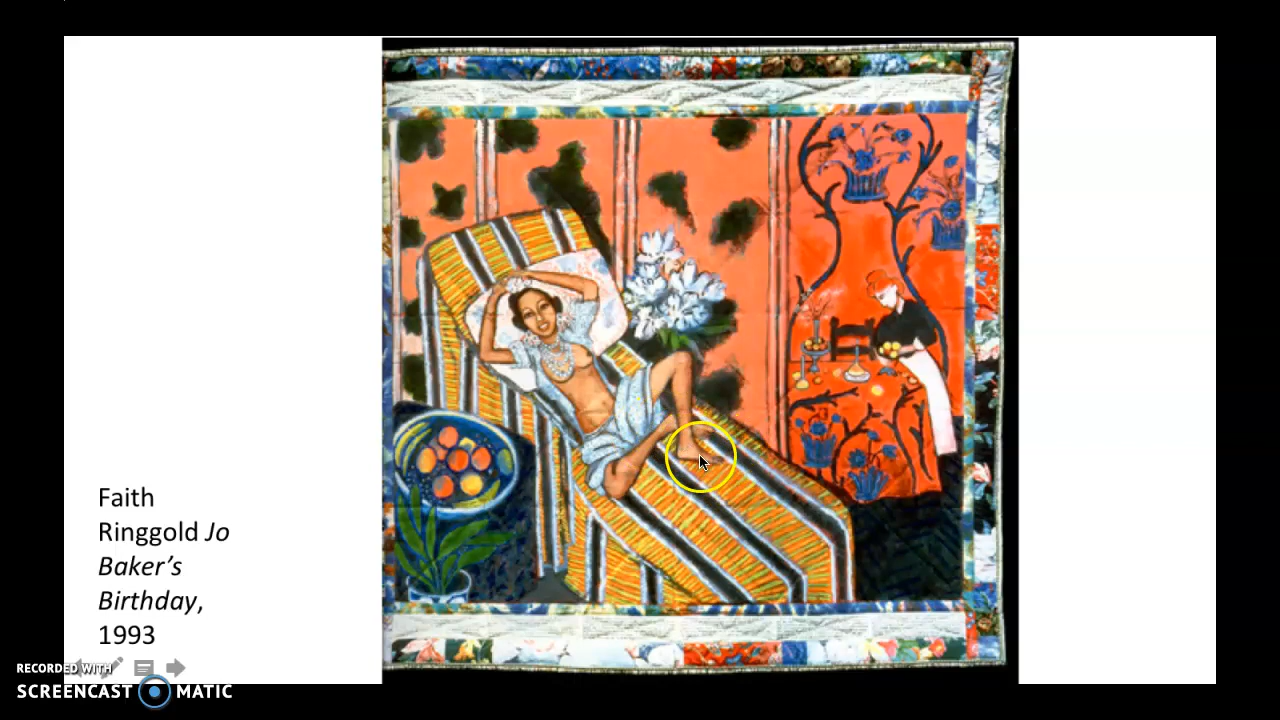 Faith
Ringgold Jo
Baker's
Birthday,
1993
RECORDED WITH
SCREENCAST MATIC